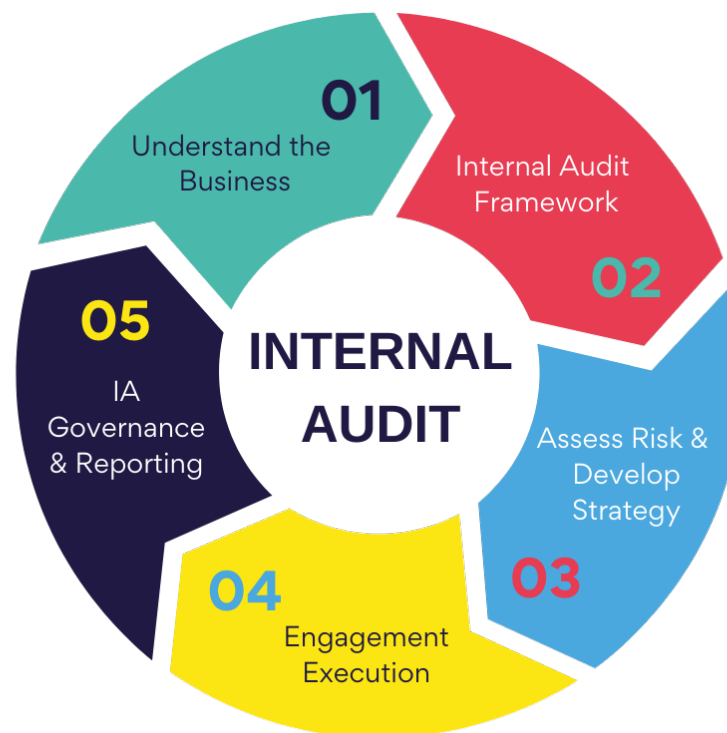 01
Understand the
Business
Internal Audit
Framework
02
Assess Risk &
Develop
Strategy
03
04
Engagement
Execution
05
IA
Governance
& Reporting
INTERNAL
AUDIT